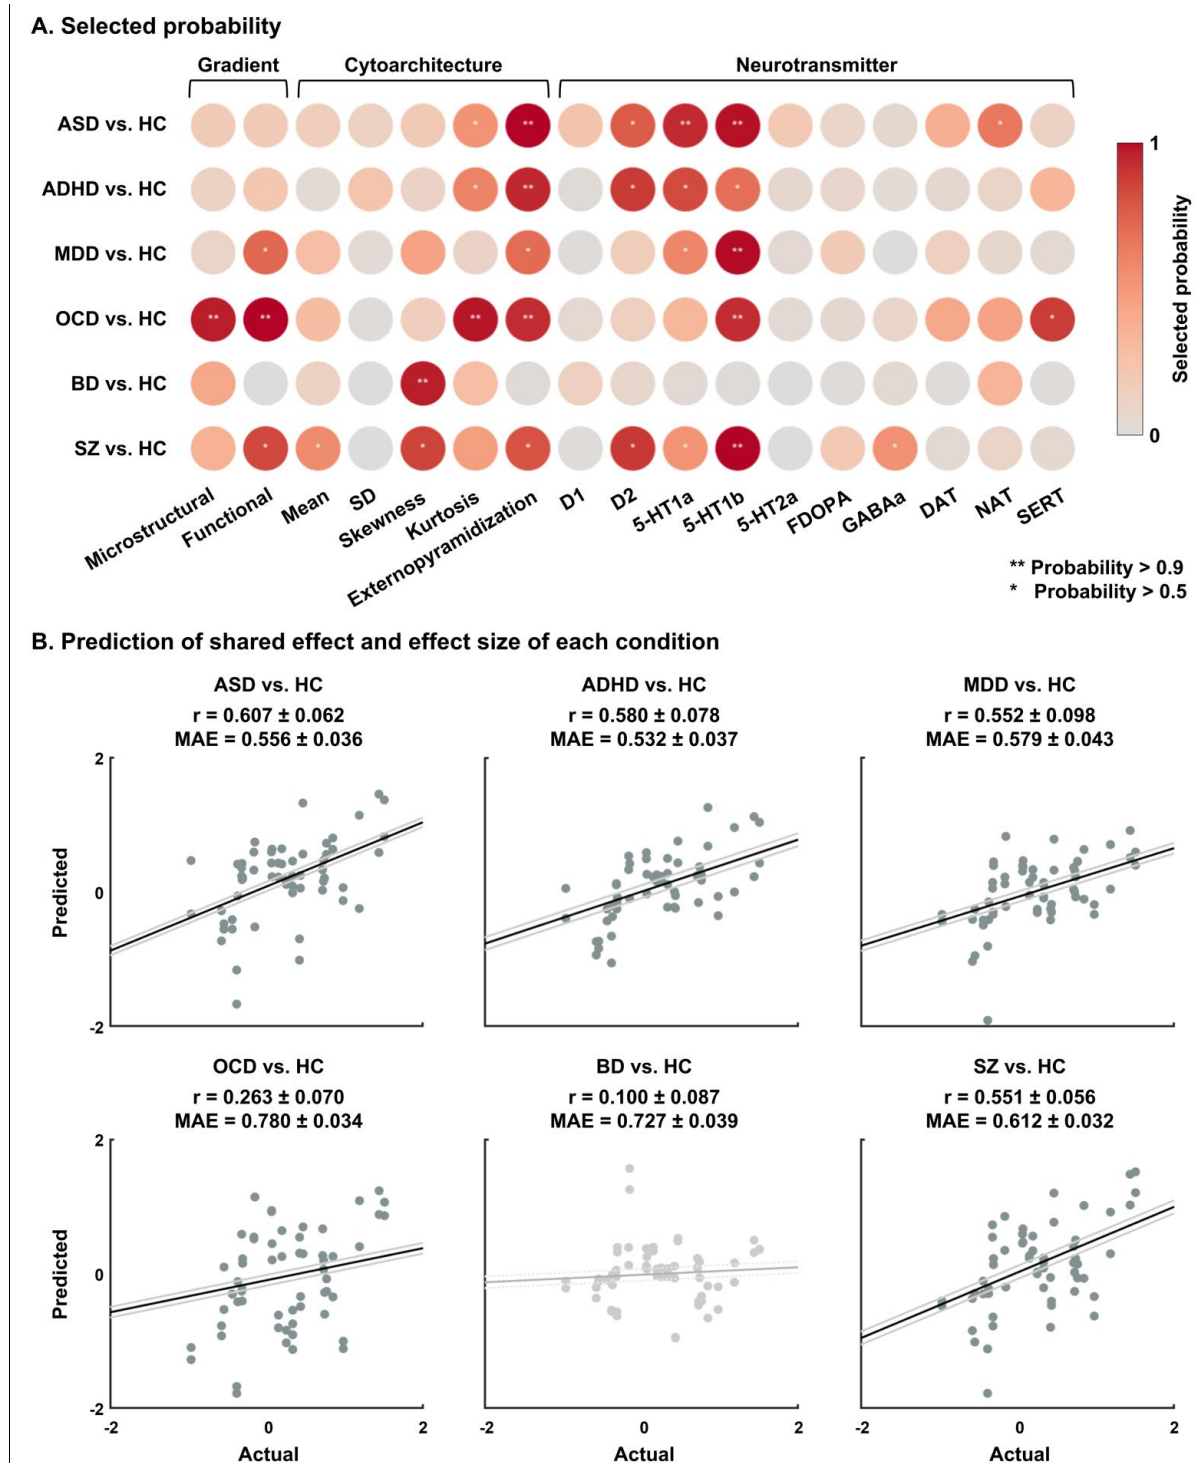 A. Selected probability
Gradient Cytoarchitecture Neurotransmitter
ASD vs. HC * ** * ** ** *
ADHD vs. HC * ** * * *
MDD vs. HC * * * **
OCD vs. HC ** ** ** ** ** *
BD vs. HC **
SZ vs. HC * * * * * * ** *
1
0
Selected probability
Microstructural Functional Mean SD Skewness Kurtosis Externopyramidization D1 D2 5-HT1a 5-HT1b 5-HT2a FDOPA GABAa DAT NAT SERT
** Probability > 0.9
* Probability > 0.5
B. Prediction of shared effect and effect size of each condition
ASD vs. HC ADHD vs. HC MDD vs. HC
r = 0.607 ± 0.062 r = 0.580 ± 0.078 r = 0.552 ± 0.098
MAE = 0.556 ± 0.036 MAE = 0.532 ± 0.037 MAE = 0.579 ± 0.043
2
0
-2
Predicted
OCD vs. HC BD vs. HC SZ vs. HC
r = 0.263 ± 0.070 r = 0.100 ± 0.087 r = 0.551 ± 0.056
MAE = 0.780 ± 0.034 MAE = 0.727 ± 0.039 MAE = 0.612 ± 0.032
2
0
-2
Predicted
-2 0 2 -2 0 2 -2 0 2
Actual Actual Actual